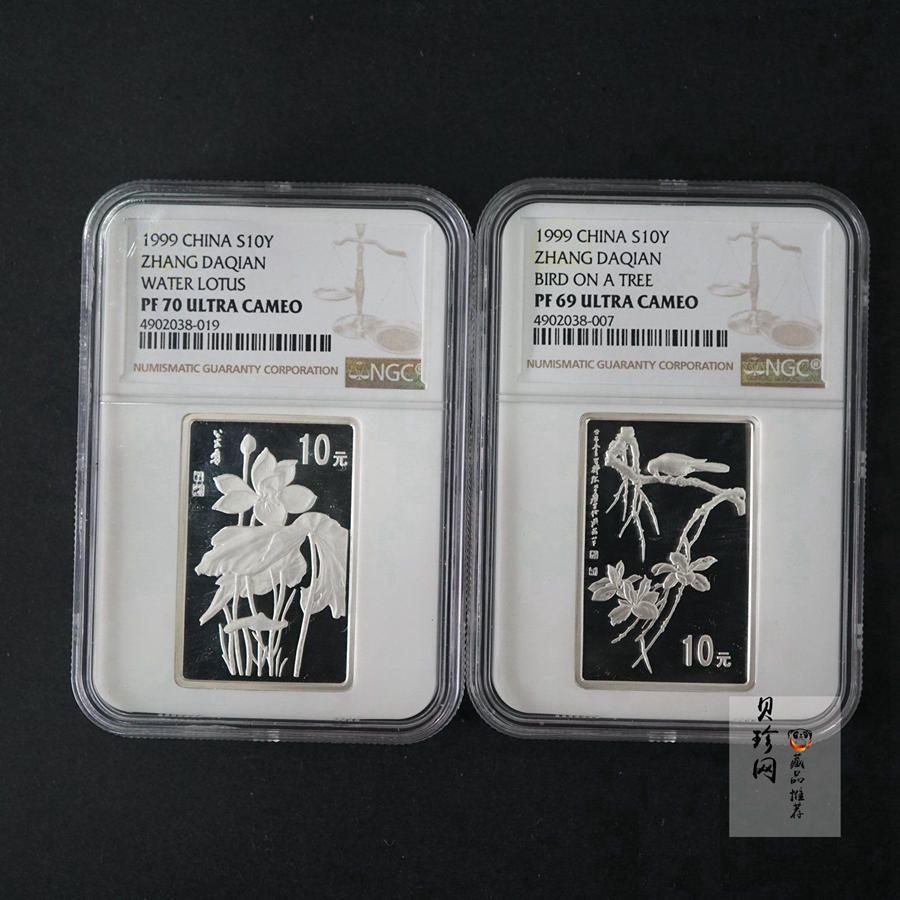 1999 CHINA S10Y
ZHANG DAQIAN
WATER LOTUS
PF 70 ULTRA CAMEO
4902038-019
NUMISMATIC GUARANTY CORPORATION
NGC®
10元
1999 CHINA S10Y
ZHANG DAQIAN
BIRD ON A TREE
PF 69 ULTRA CAMEO
4902038-007
NUMISMATIC GUARANTY CORPORATION
NGC®
10元
贝珍网
藏品推荐